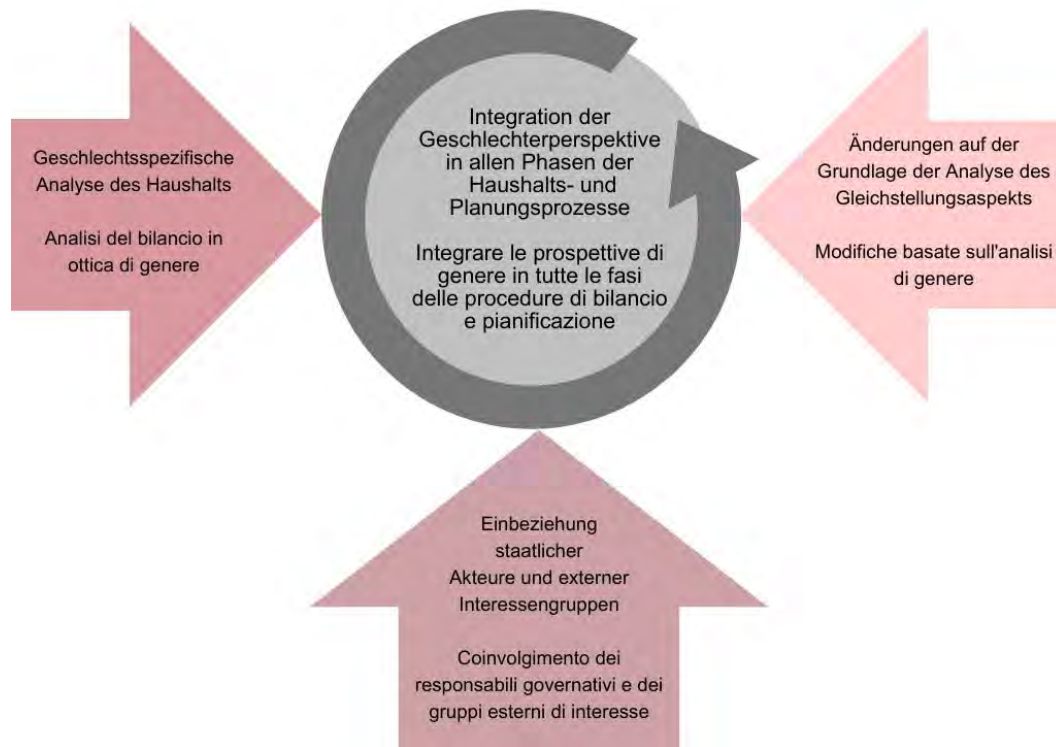 Geschlechtsspezifische
Analyse des Haushalts
Analisi del bilancio in
ottica di genere
Integration der
Geschlechterperspektive
in allen Phasen der
Haushalts- und
Planungsprozesse
Integrare le prospettive di
genere in tutte le fasi
delle procedure di bilancio
e pianificazione
Änderungen auf der
Grundlage der Analyse des
Gleichstellungsaspekts
Modifiche basate sull'analisi
di genere
Einbeziehung
staatlicher
Akteure und externer
Interessengruppen
Coinvolgimento dei
responsabili governativi e dei
gruppi esterni di interesse